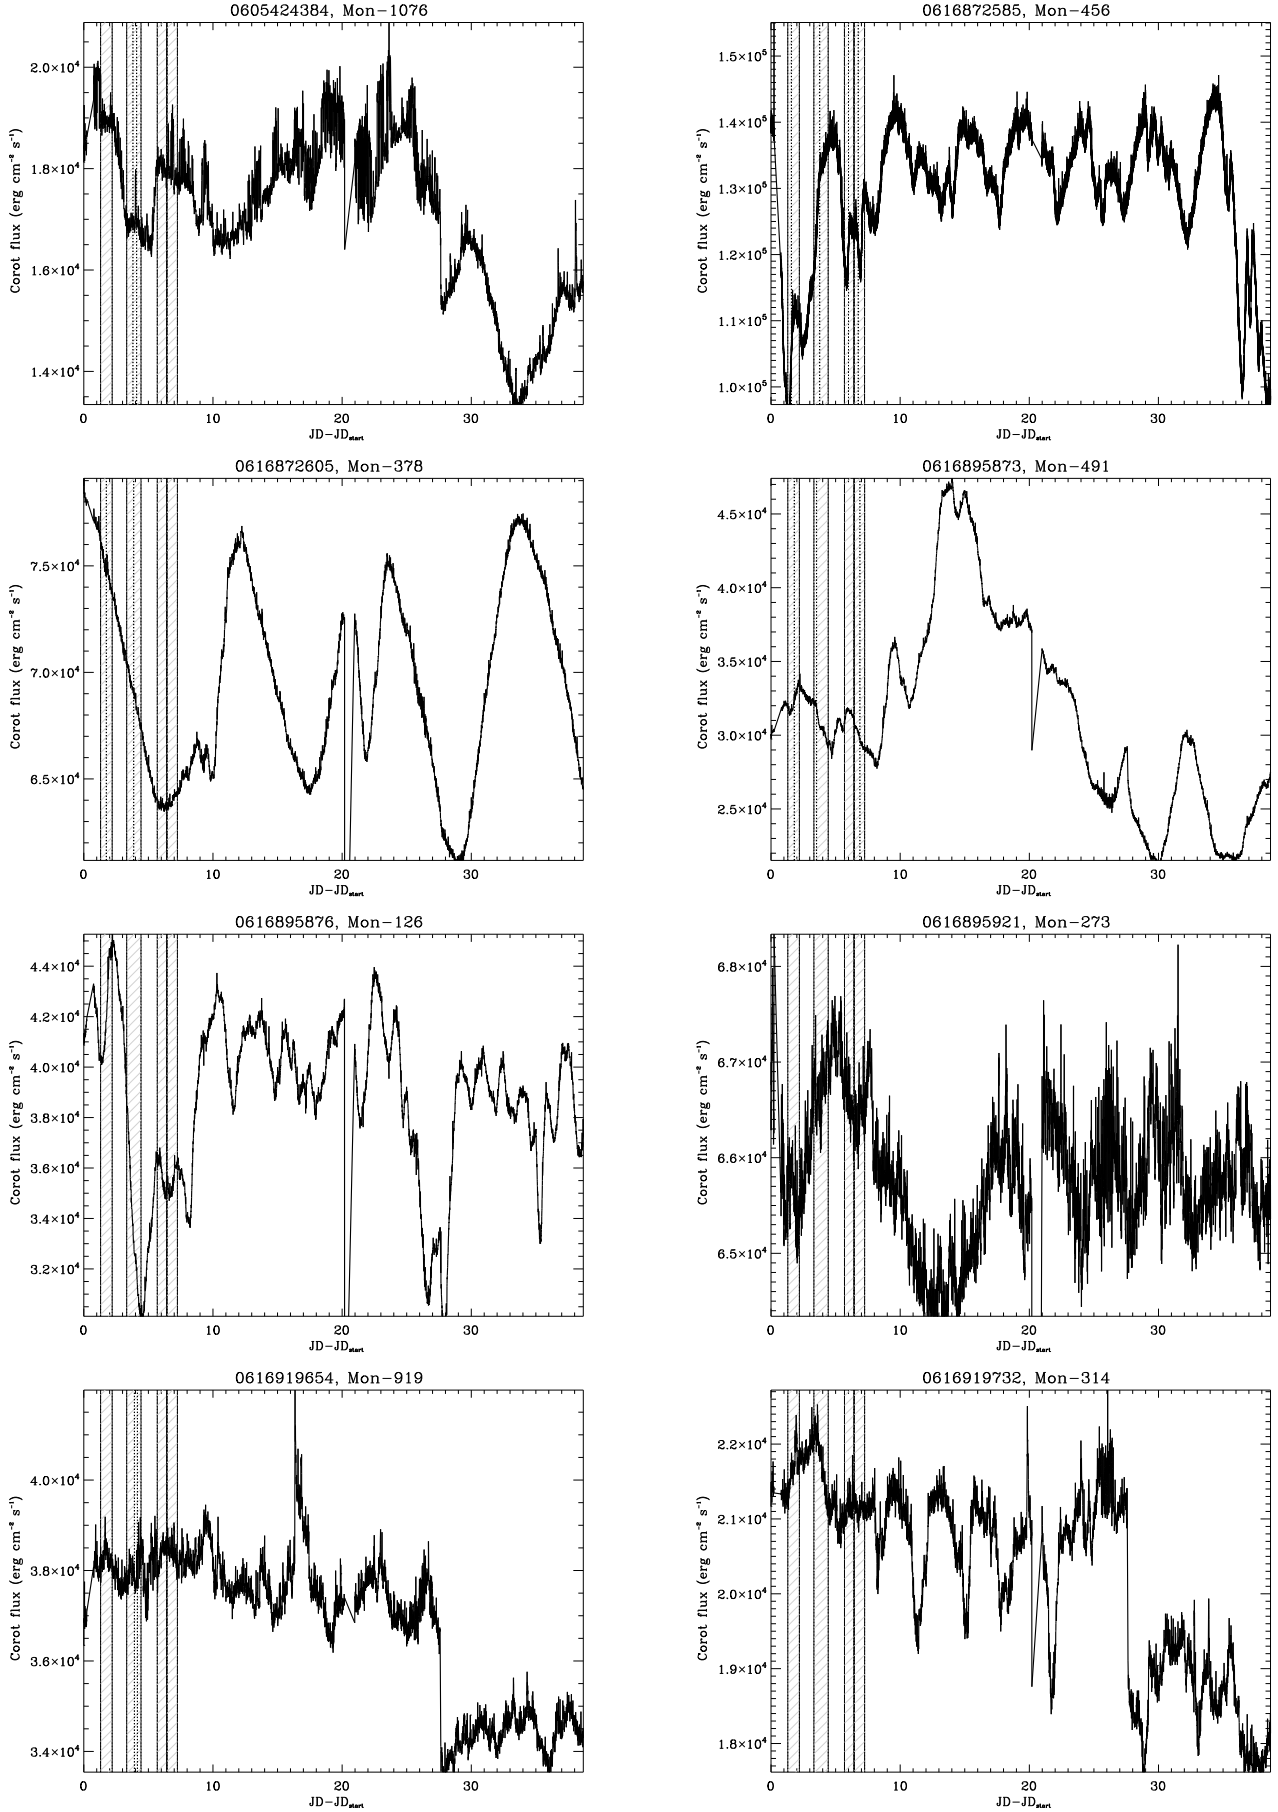 0605424384, Mon-1076
Corot flux (erg cm⁻² s⁻¹)
2.0×10⁴
1.8×10⁴
1.6×10⁴
1.4×10⁴
0 10 20 30
JD-JDstart
0616872585, Mon-456
Corot flux (erg cm⁻² s⁻¹)
1.5×10⁵
1.4×10⁵
1.3×10⁵
1.2×10⁵
1.1×10⁵
1.0×10⁵
0 10 20 30
JD-JDstart
0616872605, Mon-378
Corot flux (erg cm⁻² s⁻¹)
7.5×10⁴
7.0×10⁴
6.5×10⁴
0 10 20 30
JD-JDstart
0616895873, Mon-491
Corot flux (erg cm⁻² s⁻¹)
4.5×10⁴
4.0×10⁴
3.5×10⁴
3.0×10⁴
2.5×10⁴
0 10 20 30
JD-JDstart
0616895876, Mon-126
Corot flux (erg cm⁻² s⁻¹)
4.4×10⁴
4.2×10⁴
4.0×10⁴
3.8×10⁴
3.6×10⁴
3.4×10⁴
3.2×10⁴
0 10 20 30
JD-JDstart
0616895921, Mon-273
Corot flux (erg cm⁻² s⁻¹)
6.8×10⁴
6.7×10⁴
6.6×10⁴
6.5×10⁴
0 10 20 30
JD-JDstart
0616919654, Mon-919
Corot flux (erg cm⁻² s⁻¹)
4.0×10⁴
3.8×10⁴
3.6×10⁴
3.4×10⁴
0 10 20 30
JD-JDstart
0616919732, Mon-314
Corot flux (erg cm⁻² s⁻¹)
2.2×10⁴
2.1×10⁴
2.0×10⁴
1.9×10⁴
1.8×10⁴
0 10 20 30
JD-JDstart